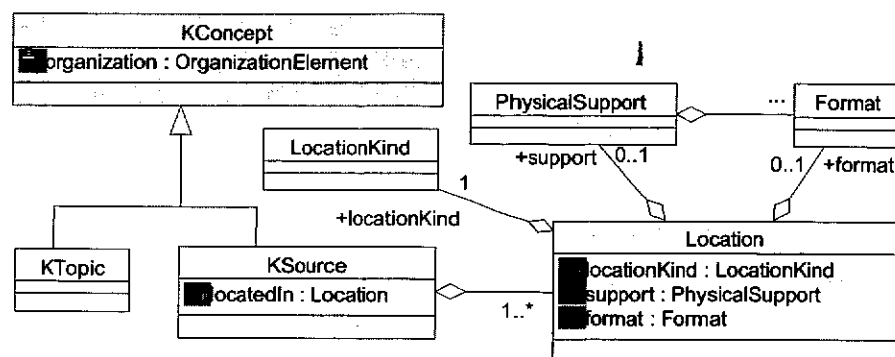 KConcept
organization : OrganizationElement
PhysicalSupport
...
Format
LocationKind
+support
0..1
0..1
+format
1
+locationKind
Location
KTopic
KSource
locatedIn : Location
1..*
locationKind : LocationKind
support : PhysicalSupport
format : Format